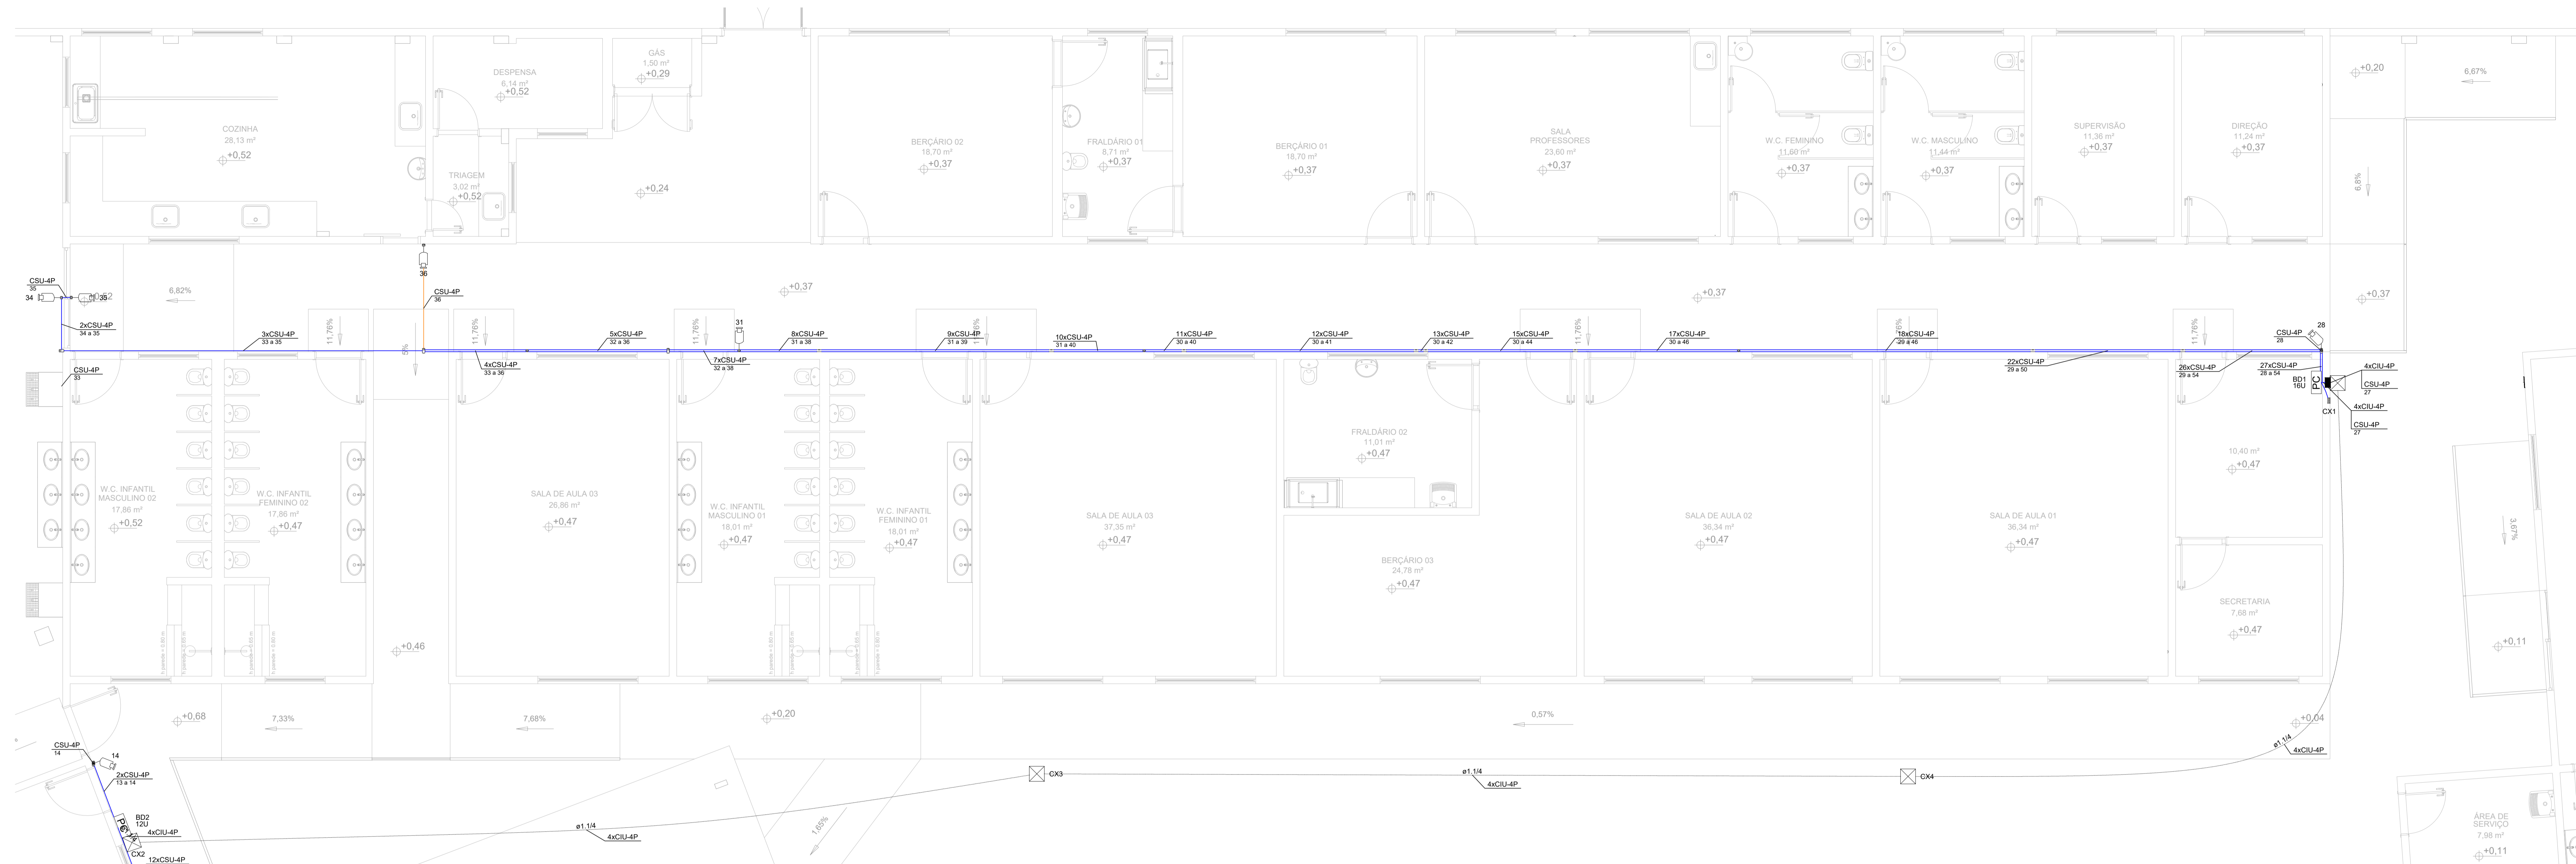 GÁS
1,50 m²
+0,29
DESPENSA
6,14 m²
+0,52
+0,20
6,67%
COZINHA
28,13 m²
+0,52
BERÇÁRIO 02
18,70 m²
+0,37
FRALDÁRIO 01
8,71 m²
+0,37
BERÇÁRIO 01
18,70 m²
+0,37
SALA
PROFESSORES
23,60 m²
+0,37
W.C. FEMININO
11,60 m²
+0,37
W.C. MASCULINO
11,44 m²
+0,37
SUPERVISÃO
11,36 m²
+0,37
DIREÇÃO
11,24 m²
+0,37
TRIAGEM
3,02 m²
+0,52
+0,24
6,8%
36
CSU-4P
35
34
35
+0,52
6,82%
CSU-4P
36
+0,37
+0,37
+0,37
2xCSU-4P
34 a 35
3xCSU-4P
33 a 35
11,76%
5%
11,76%
5xCSU-4P
32 a 36
11,76%
31
8xCSU-4P
31 a 38
9xCSU-4P
31 a 39
11,76%
10xCSU-4P
31 a 40
11xCSU-4P
30 a 40
12xCSU-4P
30 a 41
13xCSU-4P
30 a 42
15xCSU-4P
30 a 44
11,76%
17xCSU-4P
30 a 46
18xCSU-4P
29 a 46
11,76%
11,76%
CSU-4P
28
28
CSU-4P
33
4xCSU-4P
33 a 36
7xCSU-4P
32 a 38
22xCSU-4P
29 a 50
26xCSU-4P
29 a 54
27xCSU-4P
28 a 54
BD1
16U
PC
CX1
4xCIU-4P
CSU-4P
27
4xCIU-4P
CSU-4P
27
W.C. INFANTIL
MASCULINO 02
17,86 m²
+0,52
W.C. INFANTIL
FEMININO 02
17,86 m²
+0,47
SALA DE AULA 03
26,86 m²
+0,47
W.C. INFANTIL
MASCULINO 01
18,01 m²
+0,47
W.C. INFANTIL
FEMININO 01
18,01 m²
+0,47
SALA DE AULA 03
37,35 m²
+0,47
FRALDÁRIO 02
11,01 m²
+0,47
BERÇÁRIO 03
24,78 m²
+0,47
SALA DE AULA 02
36,34 m²
+0,47
SALA DE AULA 01
36,34 m²
+0,47
10,40 m²
+0,47
SECRETARIA
7,68 m²
+0,47
3,67%
+0,11
+0,46
+0,68
7,33%
7,68%
+0,20
0,57%
+0,04
CSU-4P
14
14
2xCSU-4P
13 a 14
BD2
12U
4xCIU-4P
CX2
12xCSU-4P
ø1.1/4
4xCIU-4P
1,65%
CX3
ø1.1/4
4xCIU-4P
CX4
ø1.1/4
4xCIU-4P
ÁREA DE
SERVIÇO
7,98 m²
+0,11